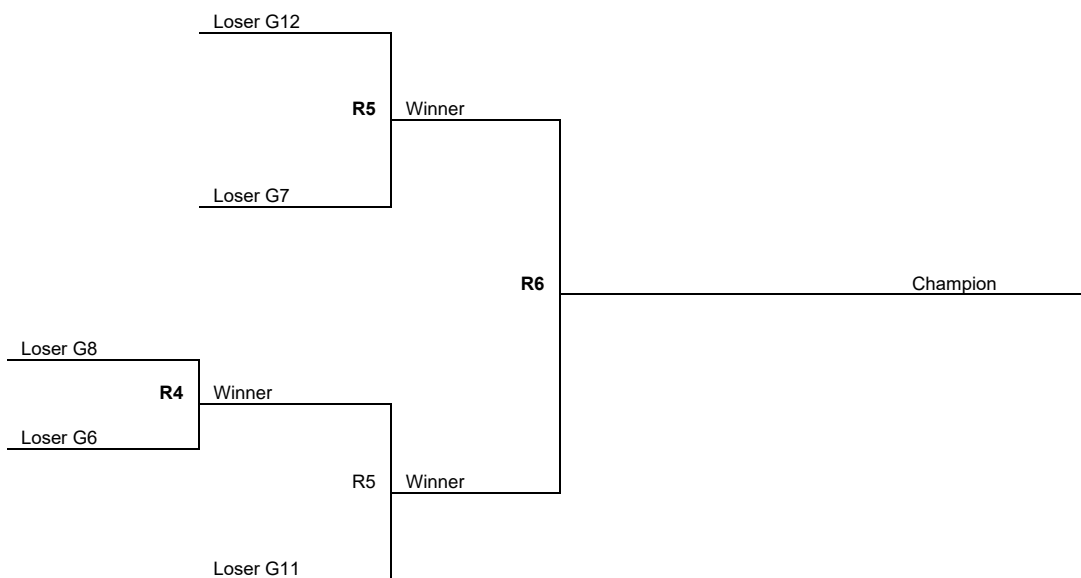 Loser G12
R5 Winner
Loser G7
R6 Champion
Loser G8
R4 Winner
Loser G6
R5 Winner
Loser G11